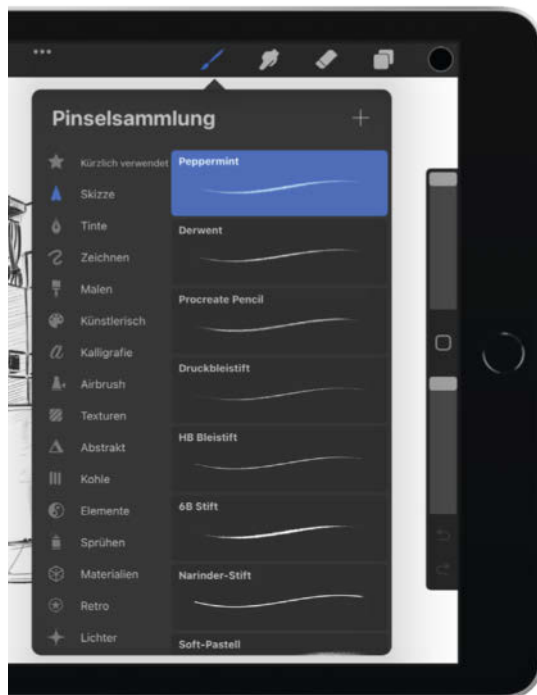 Pinselsammlung
Kürzlich verwendet
Skizze
Tinte
Zeichnen
Malen
Künstlerisch
Kalligrafie
Airbrush
Texturen
Abstrakt
Kohle
Elemente
Sprühen
Materialien
Retro
Lichter
Peppermint
Derwent
Procreate Pencil
Druckbleistift
HB Bleistift
6B Stift
Narinder-Stift
Soft-Pastell